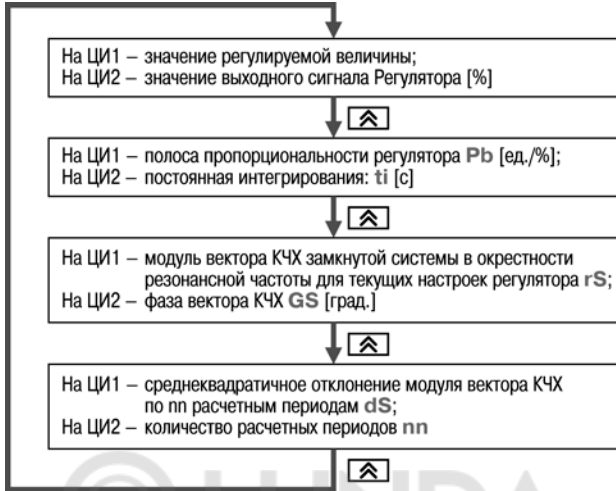 На ЦИ1 – значение регулируемой величины;
На ЦИ2 – значение выходного сигнала Регулятора [%]
На ЦИ1 – полоса пропорциональности регулятора Pb [ед./%];
На ЦИ2 – постоянная интегрирования: ti [с]
На ЦИ1 – модуль вектора КЧХ замкнутой системы в окрестности
резонансной частоты для текущих настроек регулятора rS;
На ЦИ2 – фаза вектора КЧХ GS [град.]
На ЦИ1 – среднеквадратичное отклонение модуля вектора КЧХ
по nn расчетным периодам dS;
На ЦИ2 – количество расчетных периодов nn
LUNDA